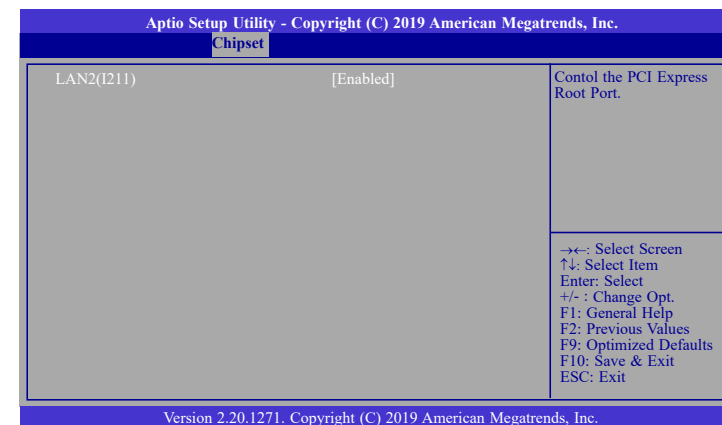 Aptio Setup Utility - Copyright (C) 2019 American Megatrends, Inc.
Chipset
LAN2(I211) [Enabled]
Contol the PCI Express
Root Port.
→←: Select Screen
↑↓: Select Item
Enter: Select
+/- : Change Opt.
F1: General Help
F2: Previous Values
F9: Optimized Defaults
F10: Save & Exit
ESC: Exit
Version 2.20.1271. Copyright (C) 2019 American Megatrends, Inc.